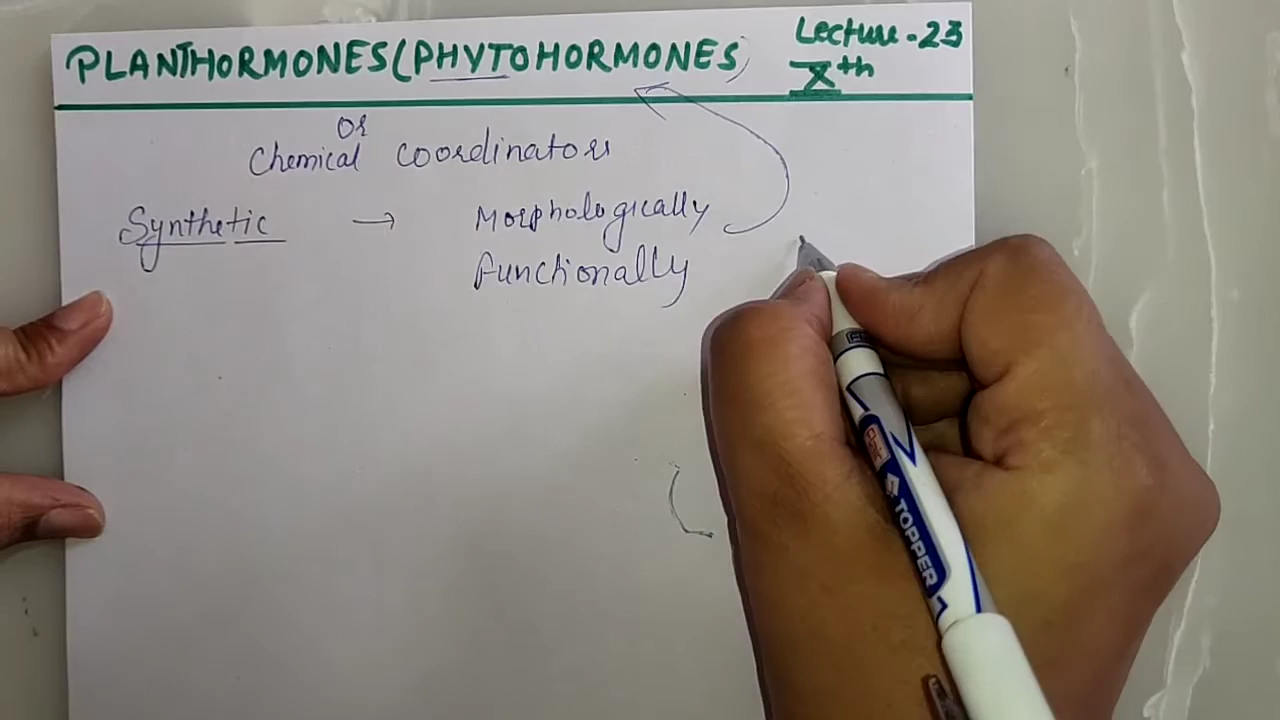 PLANTHORMONES(PHYTOHORMONES)
Lecture-23
Xth
Or
Chemical coordinators
Synthetic → Morphologically
Functionally
TOPPER